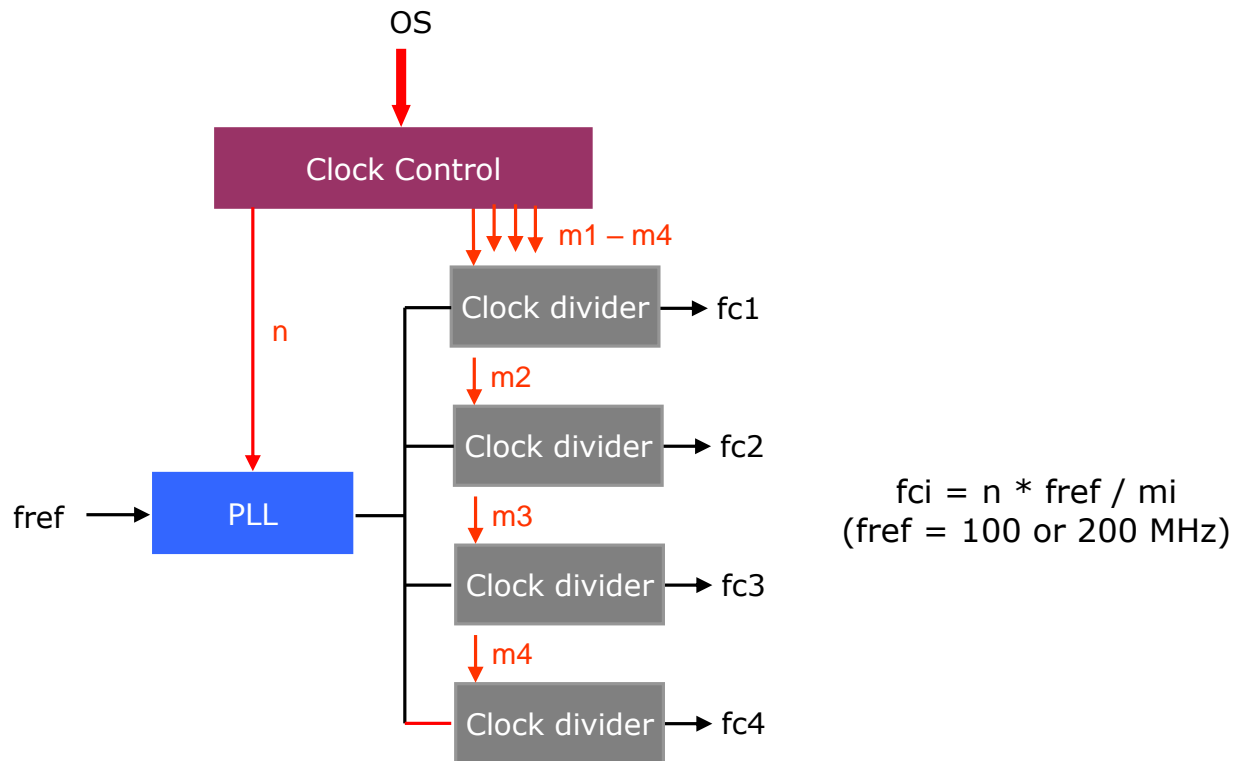 OS
Clock Control
m1 – m4
Clock divider
fc1
n
m2
Clock divider
fc2
fref
PLL
m3
fci = n * fref / mi
(fref = 100 or 200 MHz)
Clock divider
fc3
m4
Clock divider
fc4